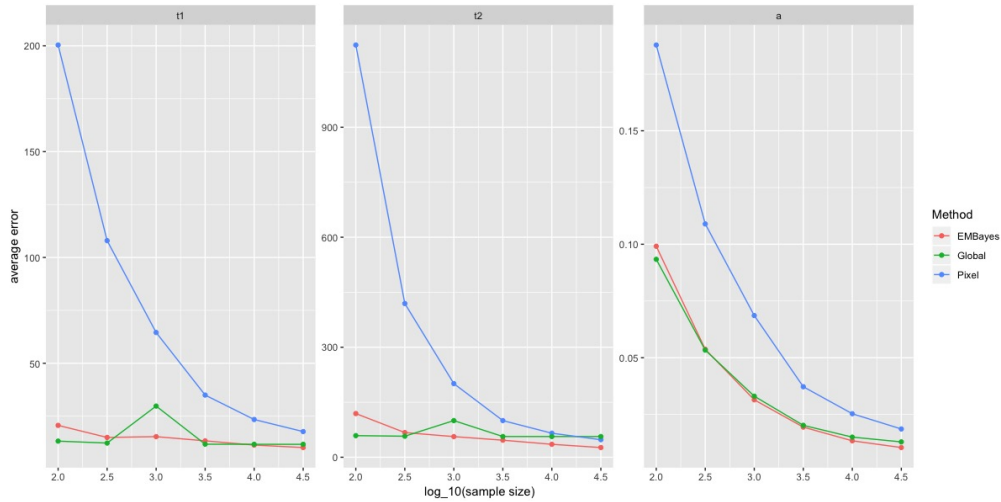 t1
t2
a
average error
200
150
100
50
900
600
300
0
0.15
0.10
0.05
2.0 2.5 3.0 3.5 4.0 4.5
2.0 2.5 3.0 3.5 4.0 4.5
2.0 2.5 3.0 3.5 4.0 4.5
log_10(sample size)
Method
EMBayes
Global
Pixel